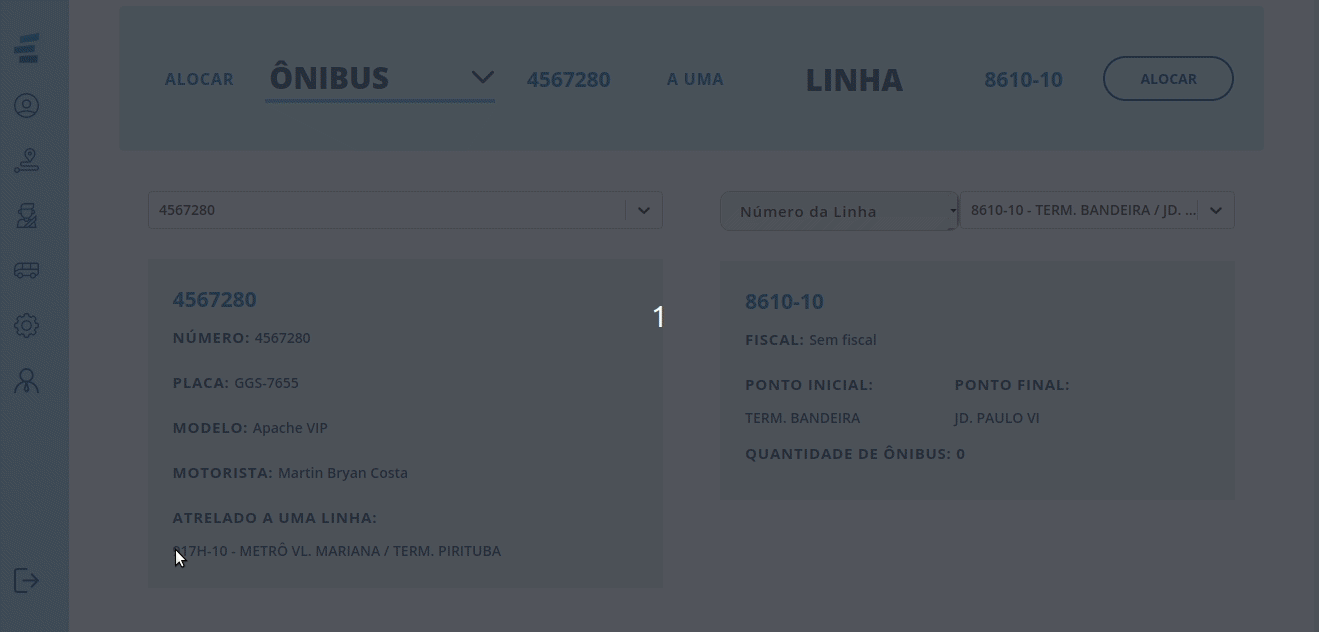 ALOCAR ÔNIBUS 4567280 A UMA LINHA 8610-10 ALOCAR
4567280
Número da Linha 8610-10 - TERM. BANDEIRA / JD. ...
4567280
NÚMERO: 4567280
PLACA: GGS-7655
MODELO: Apache VIP
MOTORISTA: Martin Bryan Costa
ATRELADO A UMA LINHA:
917H-10 - METRÔ VL. MARIANA / TERM. PIRITUBA
1
8610-10
FISCAL: Sem fiscal
PONTO INICIAL: PONTO FINAL:
TERM. BANDEIRA JD. PAULO VI
QUANTIDADE DE ÔNIBUS: 0